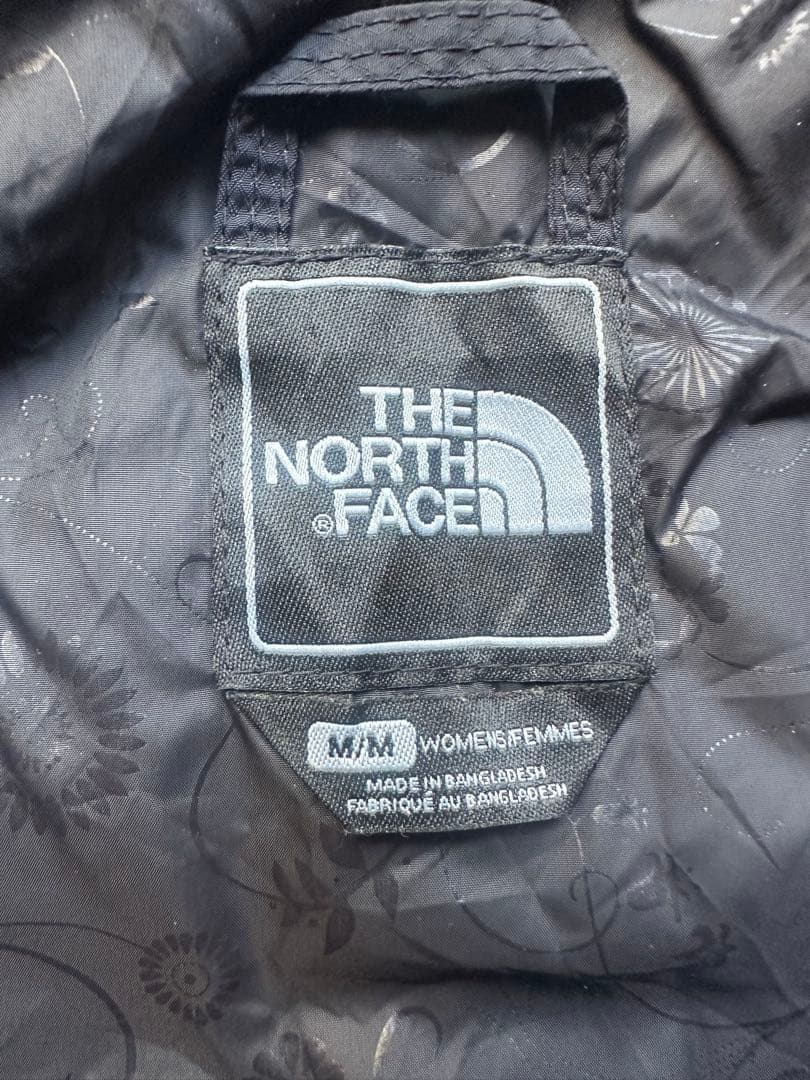 THE
NORTH
® FACE
M/M WOMENS/FEMMES
MADE IN BANGLADESH
FABRIQUÉ AU BANGLADESH